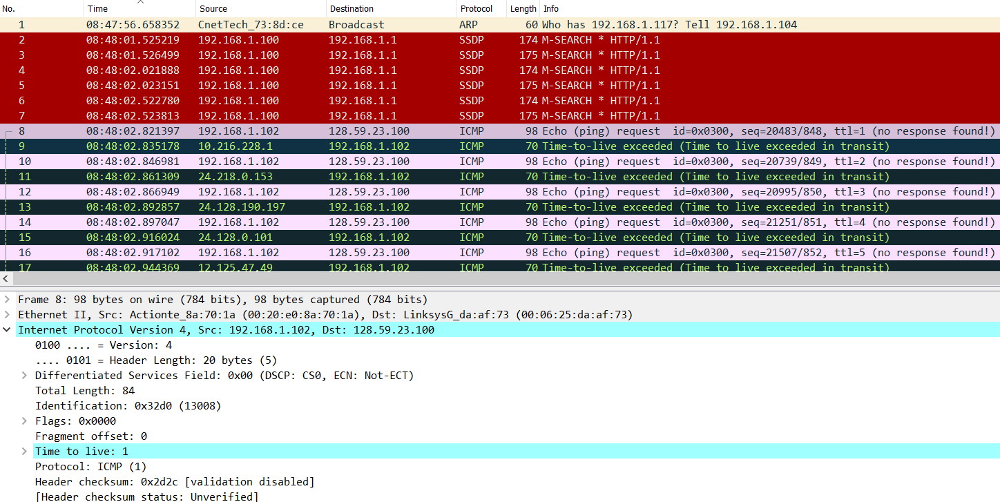 No. Time Source Destination Protocol Length Info
1 08:47:56.658352 CnetTech_73:8d:ce Broadcast ARP 60 Who has 192.168.1.117? Tell 192.168.1.104
2 08:48:01.525219 192.168.1.100 192.168.1.1 SSDP 174 M-SEARCH * HTTP/1.1
3 08:48:01.526499 192.168.1.100 192.168.1.1 SSDP 175 M-SEARCH * HTTP/1.1
4 08:48:02.021888 192.168.1.100 192.168.1.1 SSDP 174 M-SEARCH * HTTP/1.1
5 08:48:02.023151 192.168.1.100 192.168.1.1 SSDP 175 M-SEARCH * HTTP/1.1
6 08:48:02.522780 192.168.1.100 192.168.1.1 SSDP 174 M-SEARCH * HTTP/1.1
7 08:48:02.523813 192.168.1.100 192.168.1.1 SSDP 175 M-SEARCH * HTTP/1.1
8 08:48:02.821397 192.168.1.102 128.59.23.100 ICMP 98 Echo (ping) request id=0x0300, seq=20483/848, ttl=1 (no response found!)
9 08:48:02.835178 10.216.228.1 192.168.1.102 ICMP 70 Time-to-live exceeded (Time to live exceeded in transit)
10 08:48:02.846981 192.168.1.102 128.59.23.100 ICMP 98 Echo (ping) request id=0x0300, seq=20739/849, ttl=2 (no response found!)
11 08:48:02.861309 24.218.0.153 192.168.1.102 ICMP 70 Time-to-live exceeded (Time to live exceeded in transit)
12 08:48:02.866949 192.168.1.102 128.59.23.100 ICMP 98 Echo (ping) request id=0x0300, seq=20995/850, ttl=3 (no response found!)
13 08:48:02.892857 24.128.190.197 192.168.1.102 ICMP 70 Time-to-live exceeded (Time to live exceeded in transit)
14 08:48:02.897047 192.168.1.102 128.59.23.100 ICMP 98 Echo (ping) request id=0x0300, seq=21251/851, ttl=4 (no response found!)
15 08:48:02.916024 24.128.0.101 192.168.1.102 ICMP 70 Time-to-live exceeded (Time to live exceeded in transit)
16 08:48:02.917102 192.168.1.102 128.59.23.100 ICMP 98 Echo (ping) request id=0x0300, seq=21507/852, ttl=5 (no response found!)
17 08:48:02.944369 12.125.47.49 192.168.1.102 ICMP 70 Time-to-live exceeded (Time to live exceeded in transit)
Frame 8: 98 bytes on wire (784 bits), 98 bytes captured (784 bits)
Ethernet II, Src: Actionte_8a:70:1a (00:20:e0:8a:70:1a), Dst: LinksysG_da:af:73 (00:06:25:da:af:73)
Internet Protocol Version 4, Src: 192.168.1.102, Dst: 128.59.23.100
0100 .... = Version: 4
.... 0101 = Header Length: 20 bytes (5)
Differentiated Services Field: 0x00 (DSCP: CS0, ECN: Not-ECT)
Total Length: 84
Identification: 0x32d0 (13008)
Flags: 0x0000
Fragment offset: 0
Time to live: 1
Protocol: ICMP (1)
Header checksum: 0x2d2c [validation disabled]
[Header checksum status: Unverified]